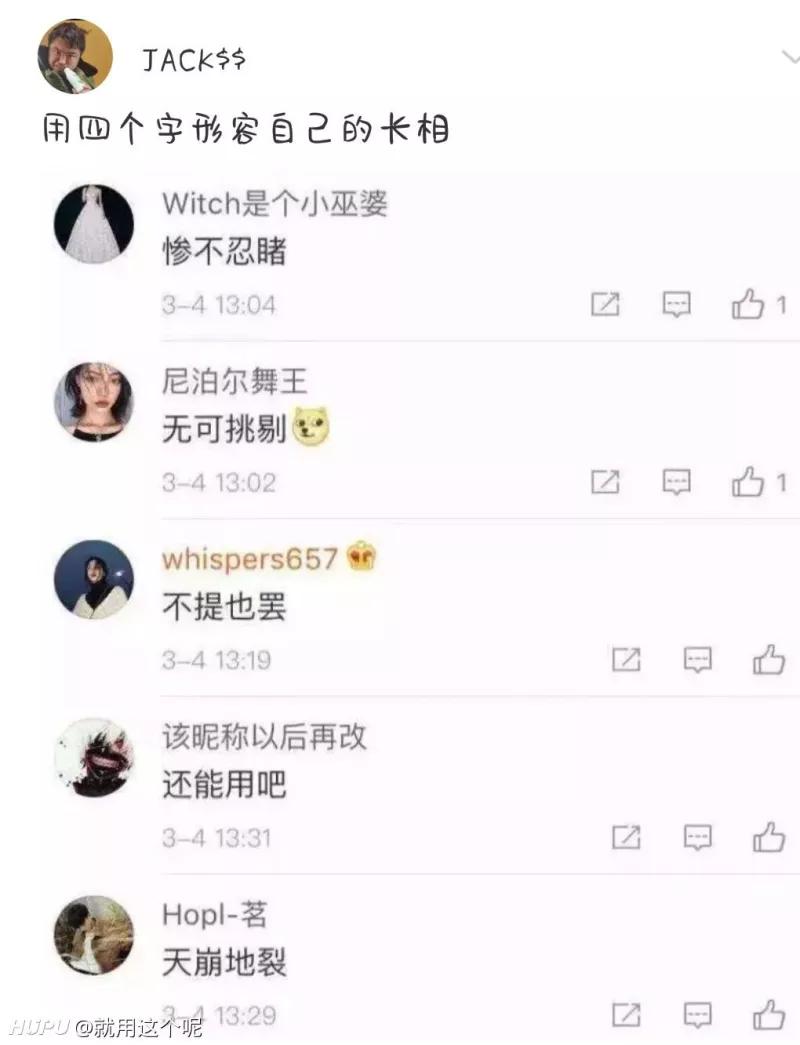 JACK$$
用四个字形容自己的长相
Witch是个小巫婆
惨不忍睹
3-4 13:04
1
尼泊尔舞王
无可挑剔
3-4 13:02
1
whispers657
不提也罢
3-4 13:19
该昵称以后再改
还能用吧
3-4 13:31
Hopl-茗
天崩地裂
3-4 13:29
HUPU @就用这个呢